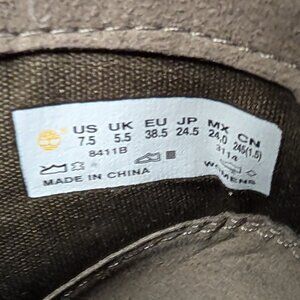 US UK EU JP MX CN
7.5 5.5 38.5 24.5 24.0 245(1.5)
8411B 3114
WOMENS
MADE IN CHINA